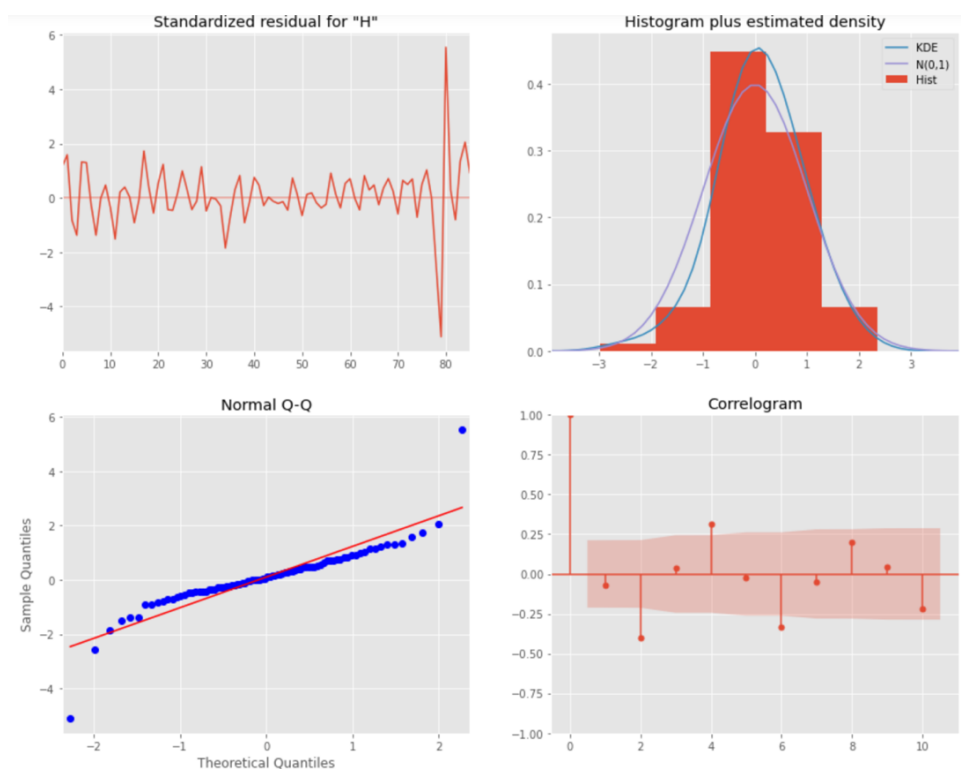 Standardized residual for "H"
6
4
2
0
−2
−4
0 10 20 30 40 50 60 70 80
Histogram plus estimated density
KDE
N(0,1)
Hist
0.4
0.3
0.2
0.1
0.0
−3 −2 −1 0 1 2 3
Normal Q-Q
Sample Quantiles
6
4
2
0
−2
−4
−2 −1 0 1 2
Theoretical Quantiles
Correlogram
1.00
0.75
0.50
0.25
0.00
−0.25
−0.50
−0.75
−1.00
0 2 4 6 8 10